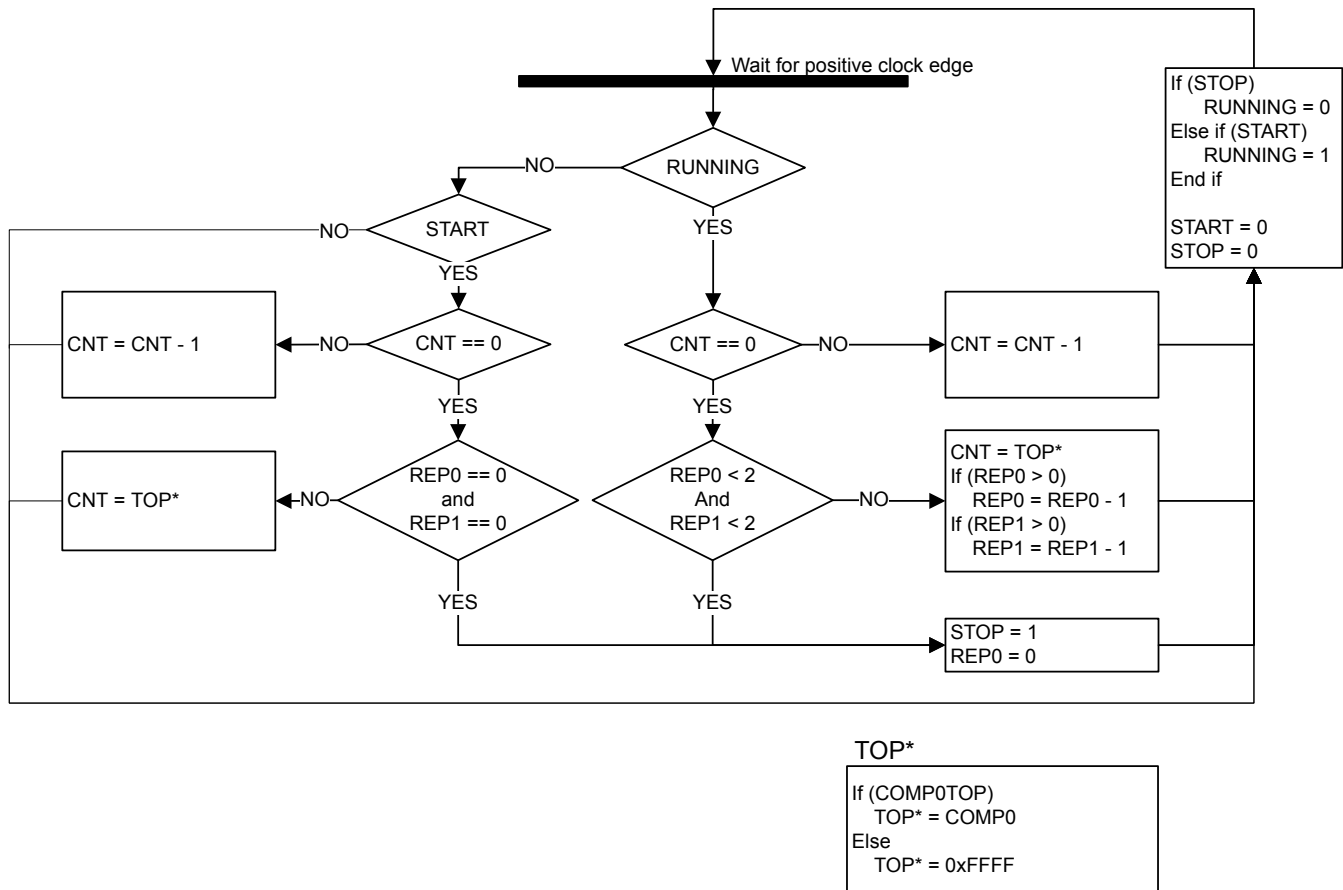 Wait for positive clock edge
If (STOP)
RUNNING = 0
Else if (START)
RUNNING = 1
End if
START = 0
STOP = 0
NO
RUNNING
YES
NO
START
YES
CNT = CNT - 1
NO
CNT == 0
CNT == 0
NO
CNT = CNT - 1
YES
YES
CNT = TOP*
NO
REP0 == 0
and
REP1 == 0
REP0 < 2
And
REP1 < 2
NO
CNT = TOP*
If (REP0 > 0)
REP0 = REP0 - 1
If (REP1 > 0)
REP1 = REP1 - 1
YES
YES
STOP = 1
REP0 = 0
TOP*
If (COMP0TOP)
TOP* = COMP0
Else
TOP* = 0xFFFF